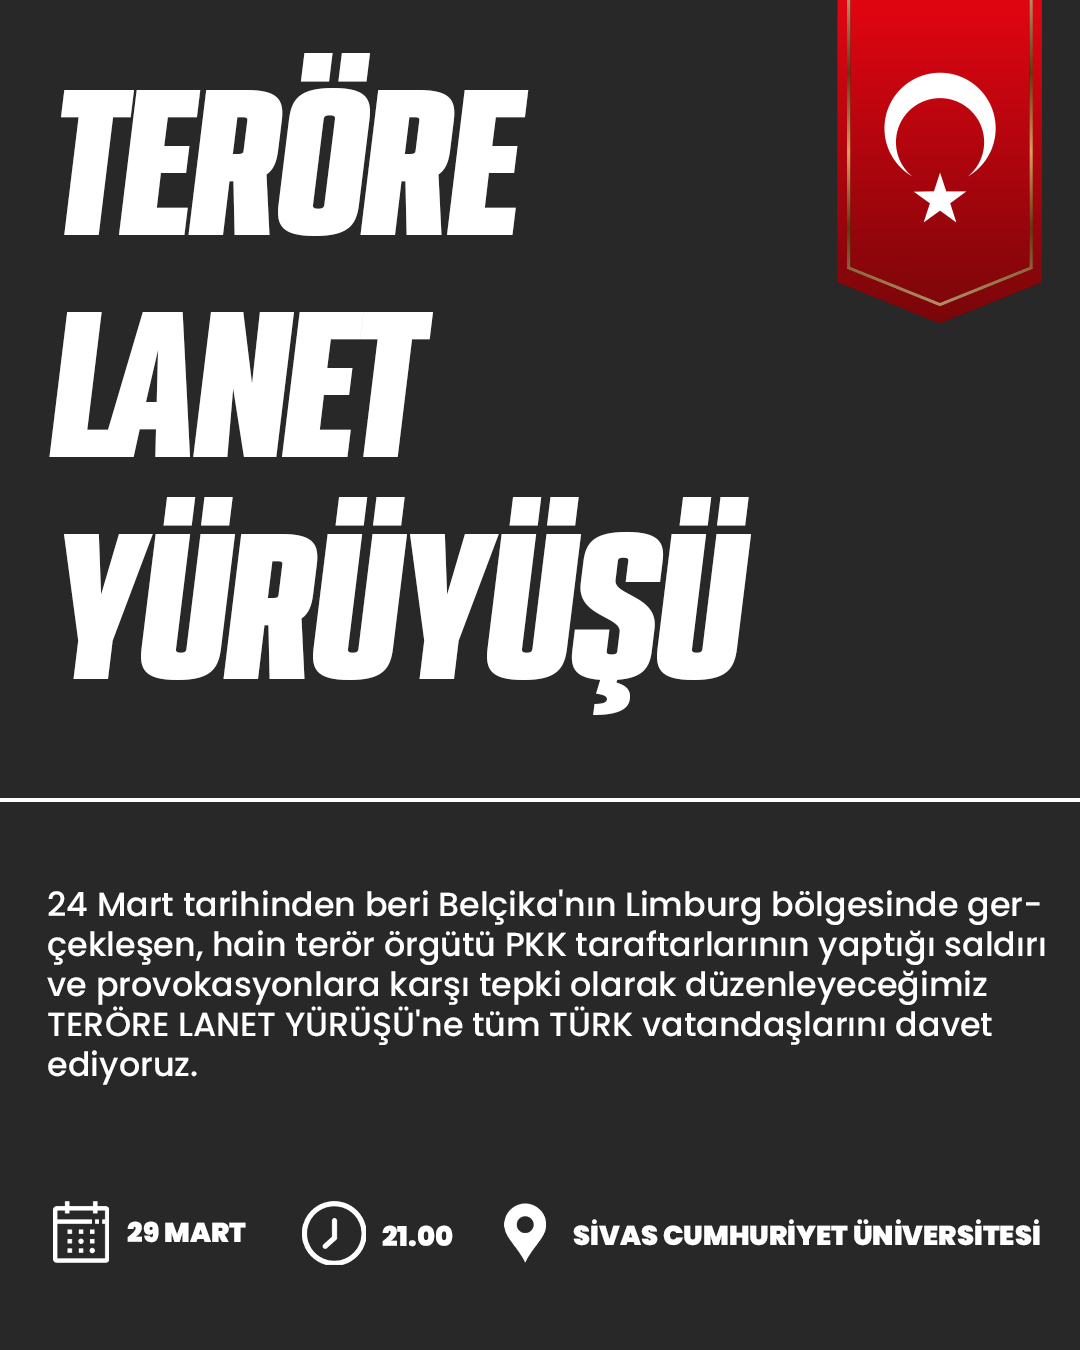 TERÖRE
LANET
YÜRÜYÜŞÜ
24 Mart tarihinden beri Belçika'nın Limburg bölgesinde ger-
çekleşen, hain terör örgütü PKK taraftarlarının yaptığı saldırı
ve provokasyonlara karşı tepki olarak düzenleyeceğimiz
TERÖRE LANET YÜRÜŞÜ'ne tüm TÜRK vatandaşlarını davet
ediyoruz.
29 MART
21.00
SİVAS CUMHURİYET ÜNİVERSİTESİ